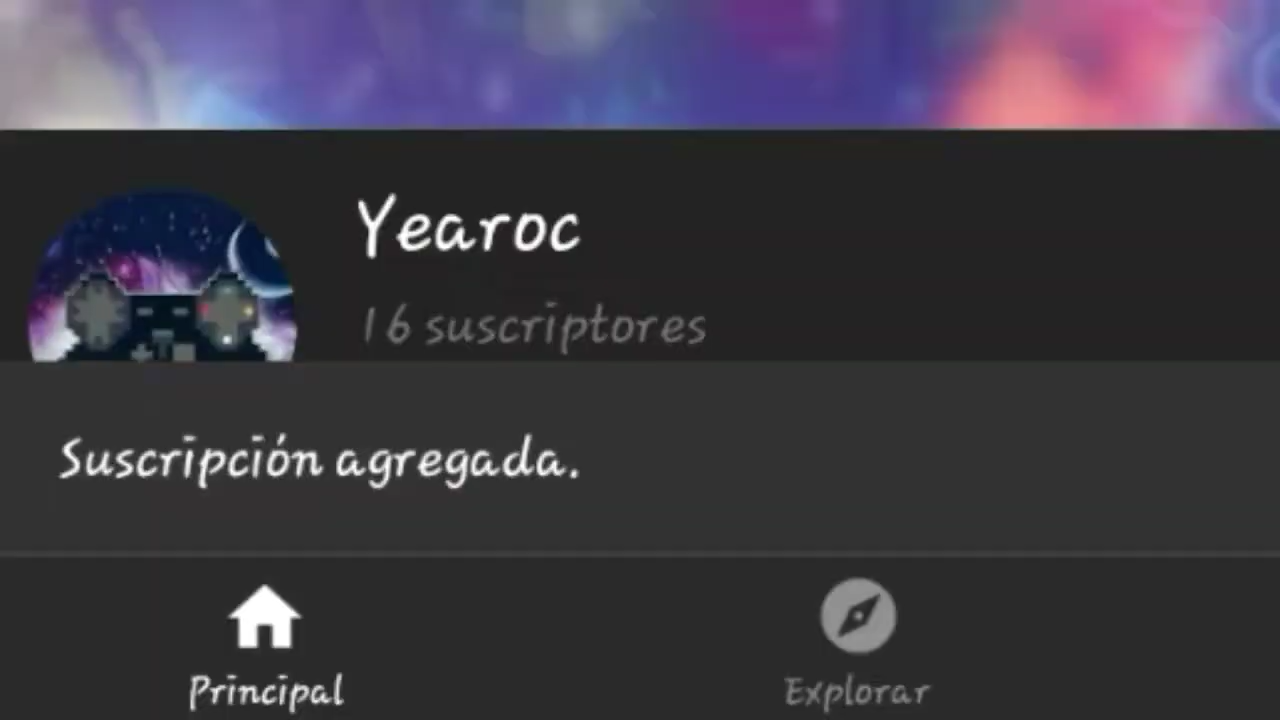 Yearoc
16 suscriptores
Suscripción agregada.
Principal
Explorar